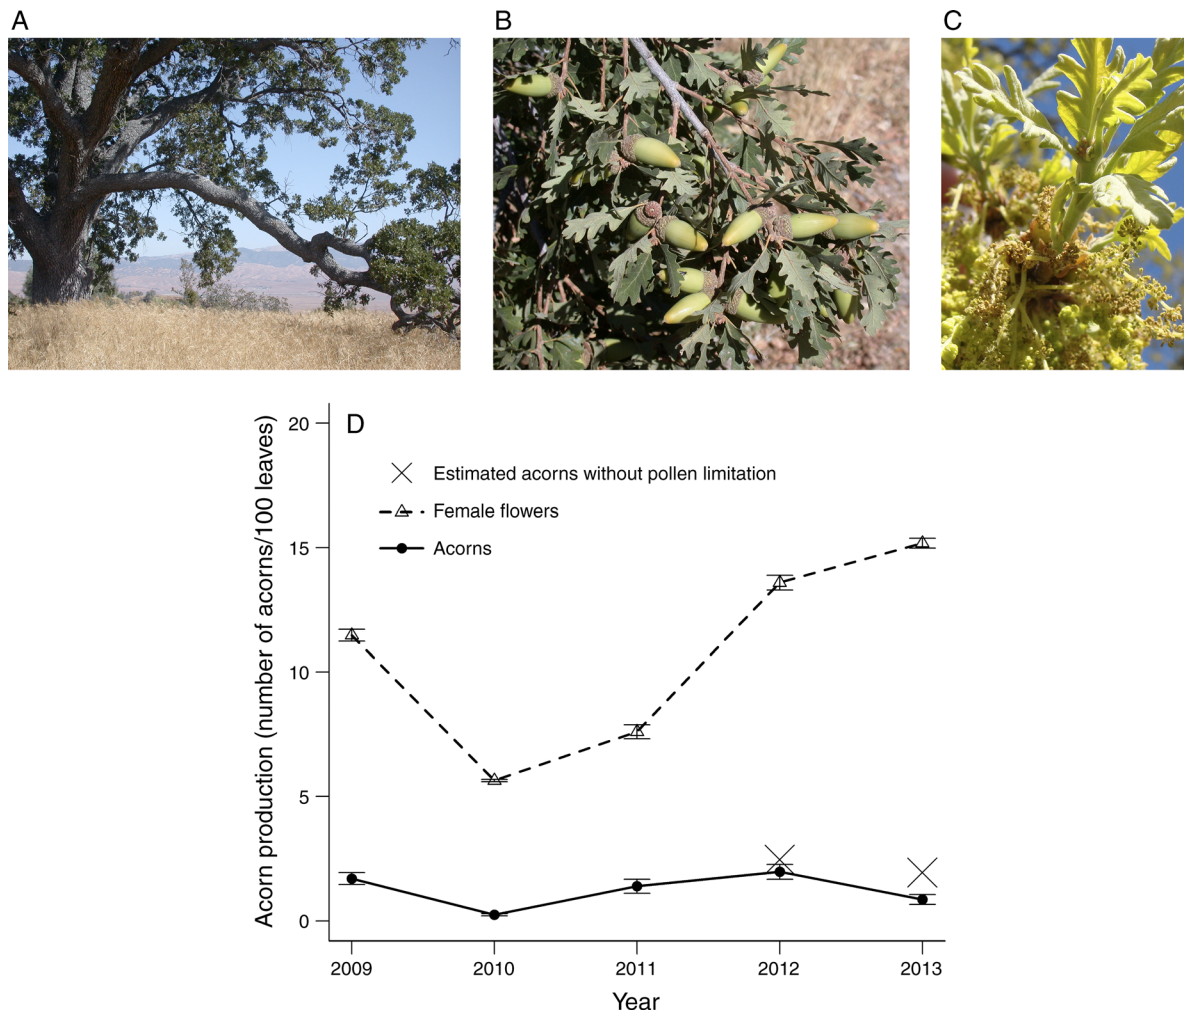 A
B
C
D
Estimated acorns without pollen limitation
Female flowers
Acorns
Acorn production (number of acorns/100 leaves)
20
15
10
5
0
2009
2010
2011
2012
2013
Year